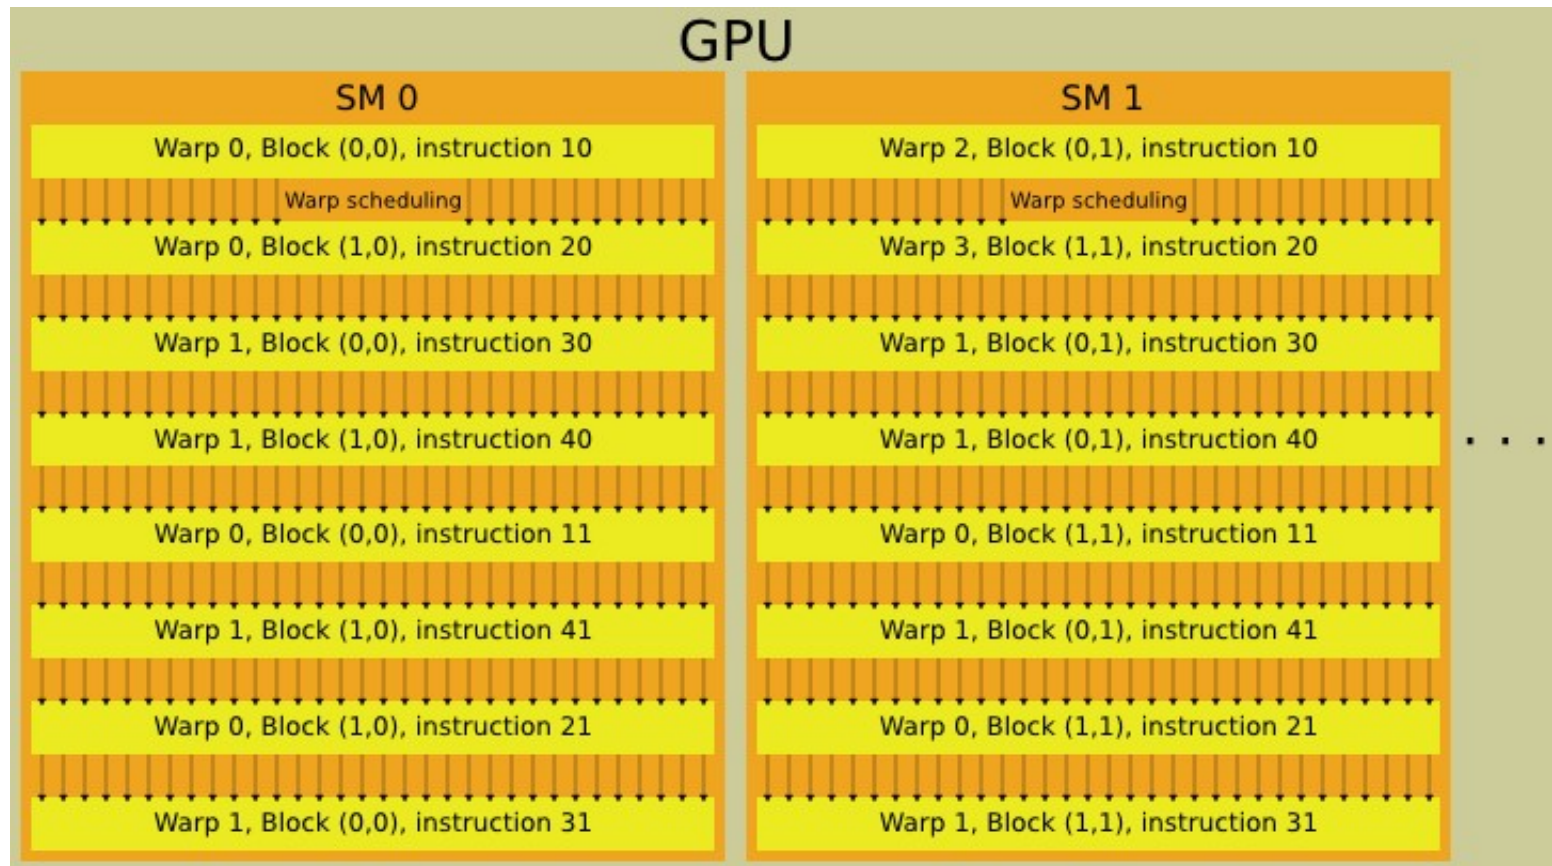 GPU
SM 0
Warp 0, Block (0,0), instruction 10
Warp scheduling
Warp 0, Block (1,0), instruction 20
Warp 1, Block (0,0), instruction 30
Warp 1, Block (1,0), instruction 40
Warp 0, Block (0,0), instruction 11
Warp 1, Block (1,0), instruction 41
Warp 0, Block (1,0), instruction 21
Warp 1, Block (0,0), instruction 31
SM 1
Warp 2, Block (0,1), instruction 10
Warp scheduling
Warp 3, Block (1,1), instruction 20
Warp 1, Block (0,1), instruction 30
Warp 1, Block (0,1), instruction 40
Warp 0, Block (1,1), instruction 11
Warp 1, Block (0,1), instruction 41
Warp 0, Block (1,1), instruction 21
Warp 1, Block (1,1), instruction 31
. . .